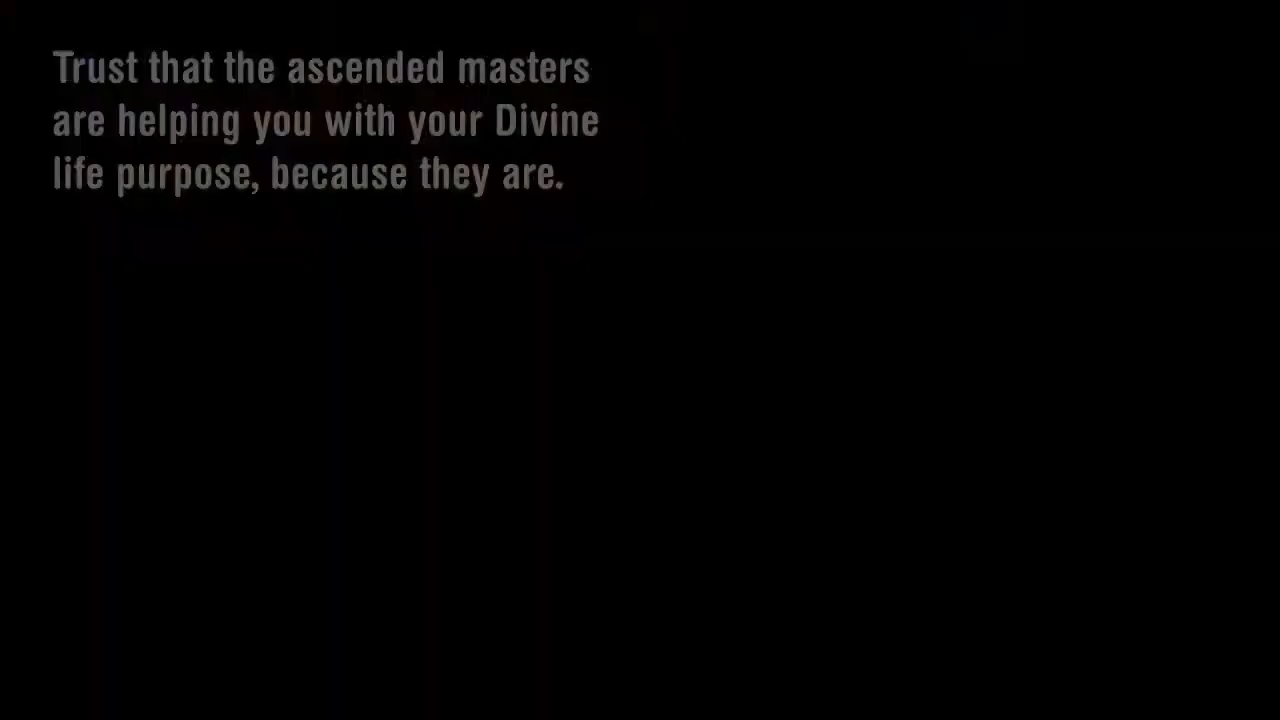 Trust that the ascended masters
are helping you with your Divine
life purpose, because they are.